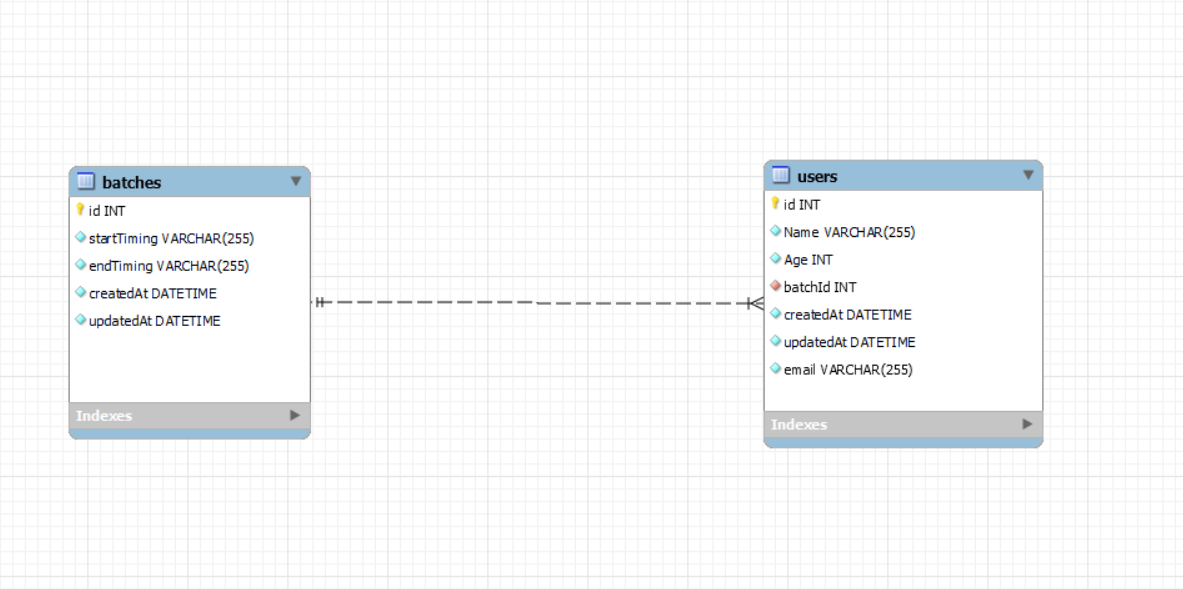 batches
id INT
startTiming VARCHAR(255)
endTiming VARCHAR(255)
createdAt DATETIME
updatedAt DATETIME
Indexes
users
id INT
Name VARCHAR(255)
Age INT
batchId INT
createdAt DATETIME
updatedAt DATETIME
email VARCHAR(255)
Indexes